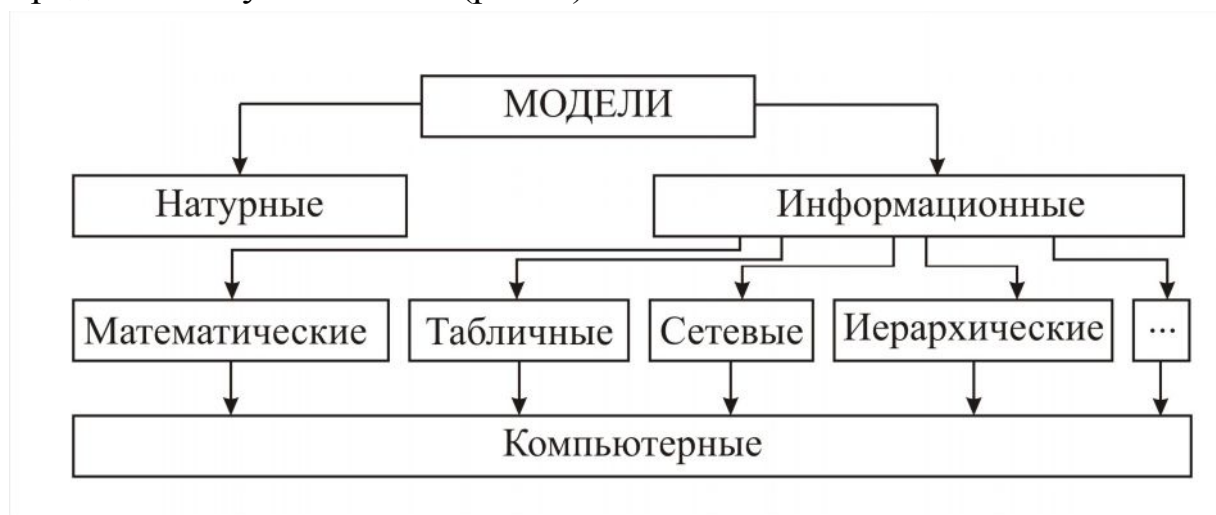 МОДЕЛИ
Натурные
Информационные
Математические
Табличные
Сетевые
Иерархические
...
Компьютерные